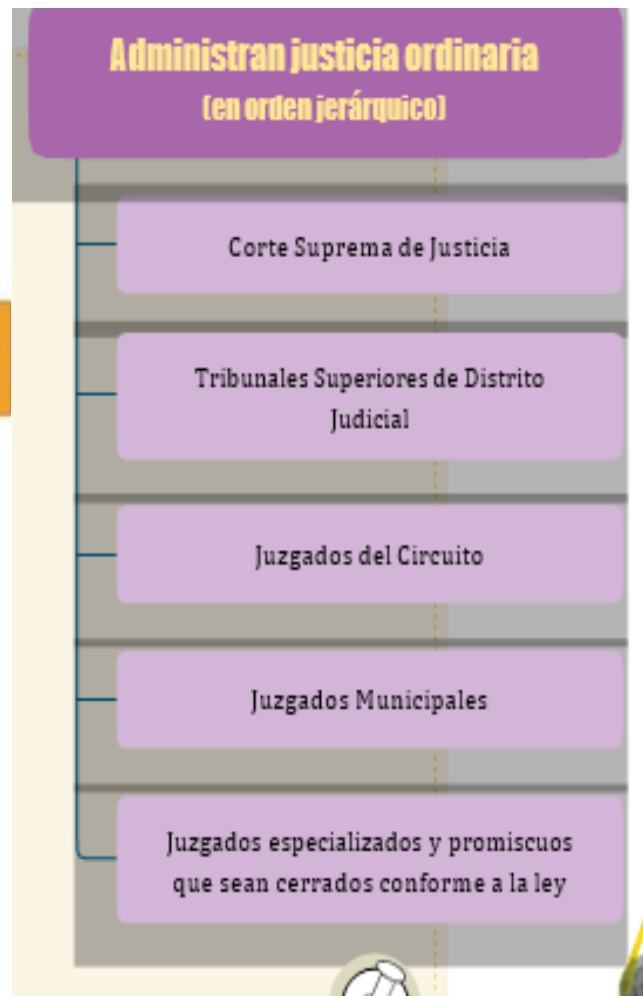 Administran justicia ordinaria
(en orden jerárquico)
Corte Suprema de Justicia
Tribunales Superiores de Distrito
Judicial
Juzgados del Circuito
Juzgados Municipales
Juzgados especializados y promiscuos
que sean cerrados conforme a la ley